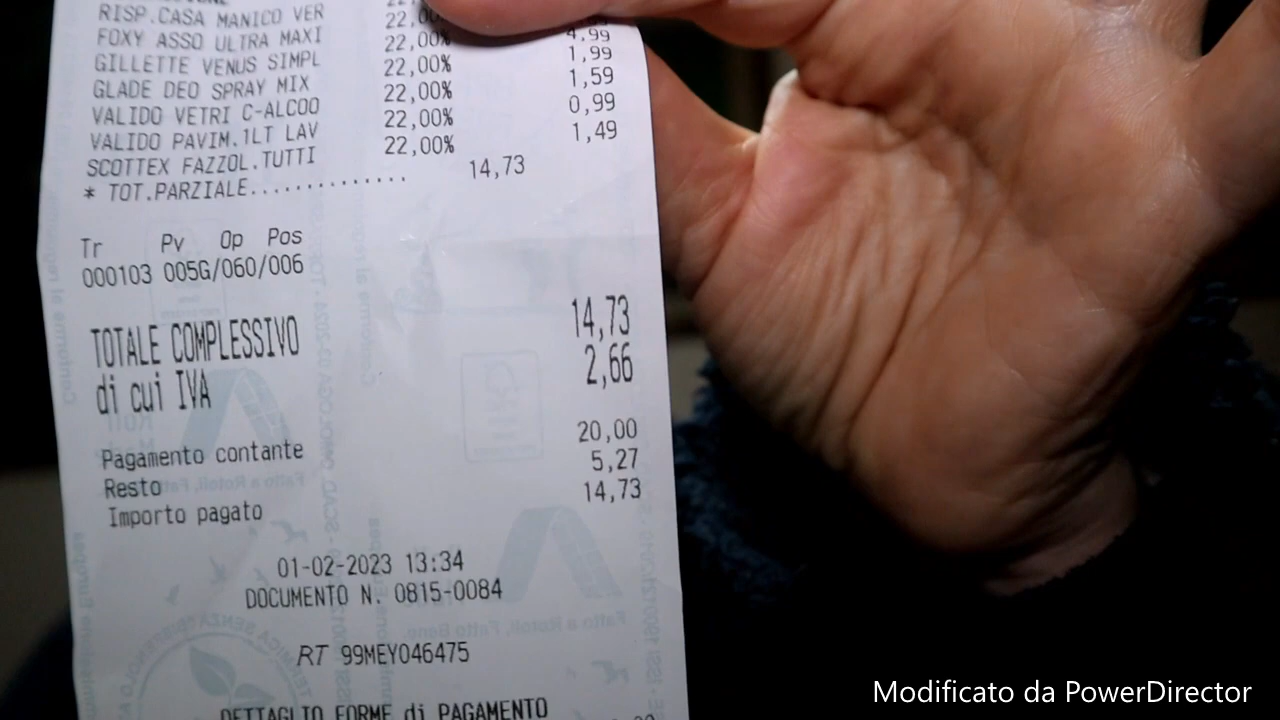 RISP.CASA MANICO VER 22,00%
FOXY ASSO ULTRA MAXI 22,00% 4,99
GILLETTE VENUS SIMPL 22,00% 1,99
GLADE DEO SPRAY MIX 22,00% 1,59
VALIDO VETRI C-ALCOO 22,00% 0,99
VALIDO PAVIM.1LT LAV 22,00% 1,49
SCOTTEX FAZZOL.TUTTI
* TOT.PARZIALE.............. 14,73
Tr Pv Op Pos
000103 005G/060/006
TOTALE COMPLESSIVO 14,73
di cui IVA 2,66
Pagamento contante 20,00
Resto 5,27
Importo pagato 14,73
01-02-2023 13:34
DOCUMENTO N. 0815-0084
RT 99MEY046475
DETTAGLIO FORME di PAGAMENTO
Modificato da PowerDirector